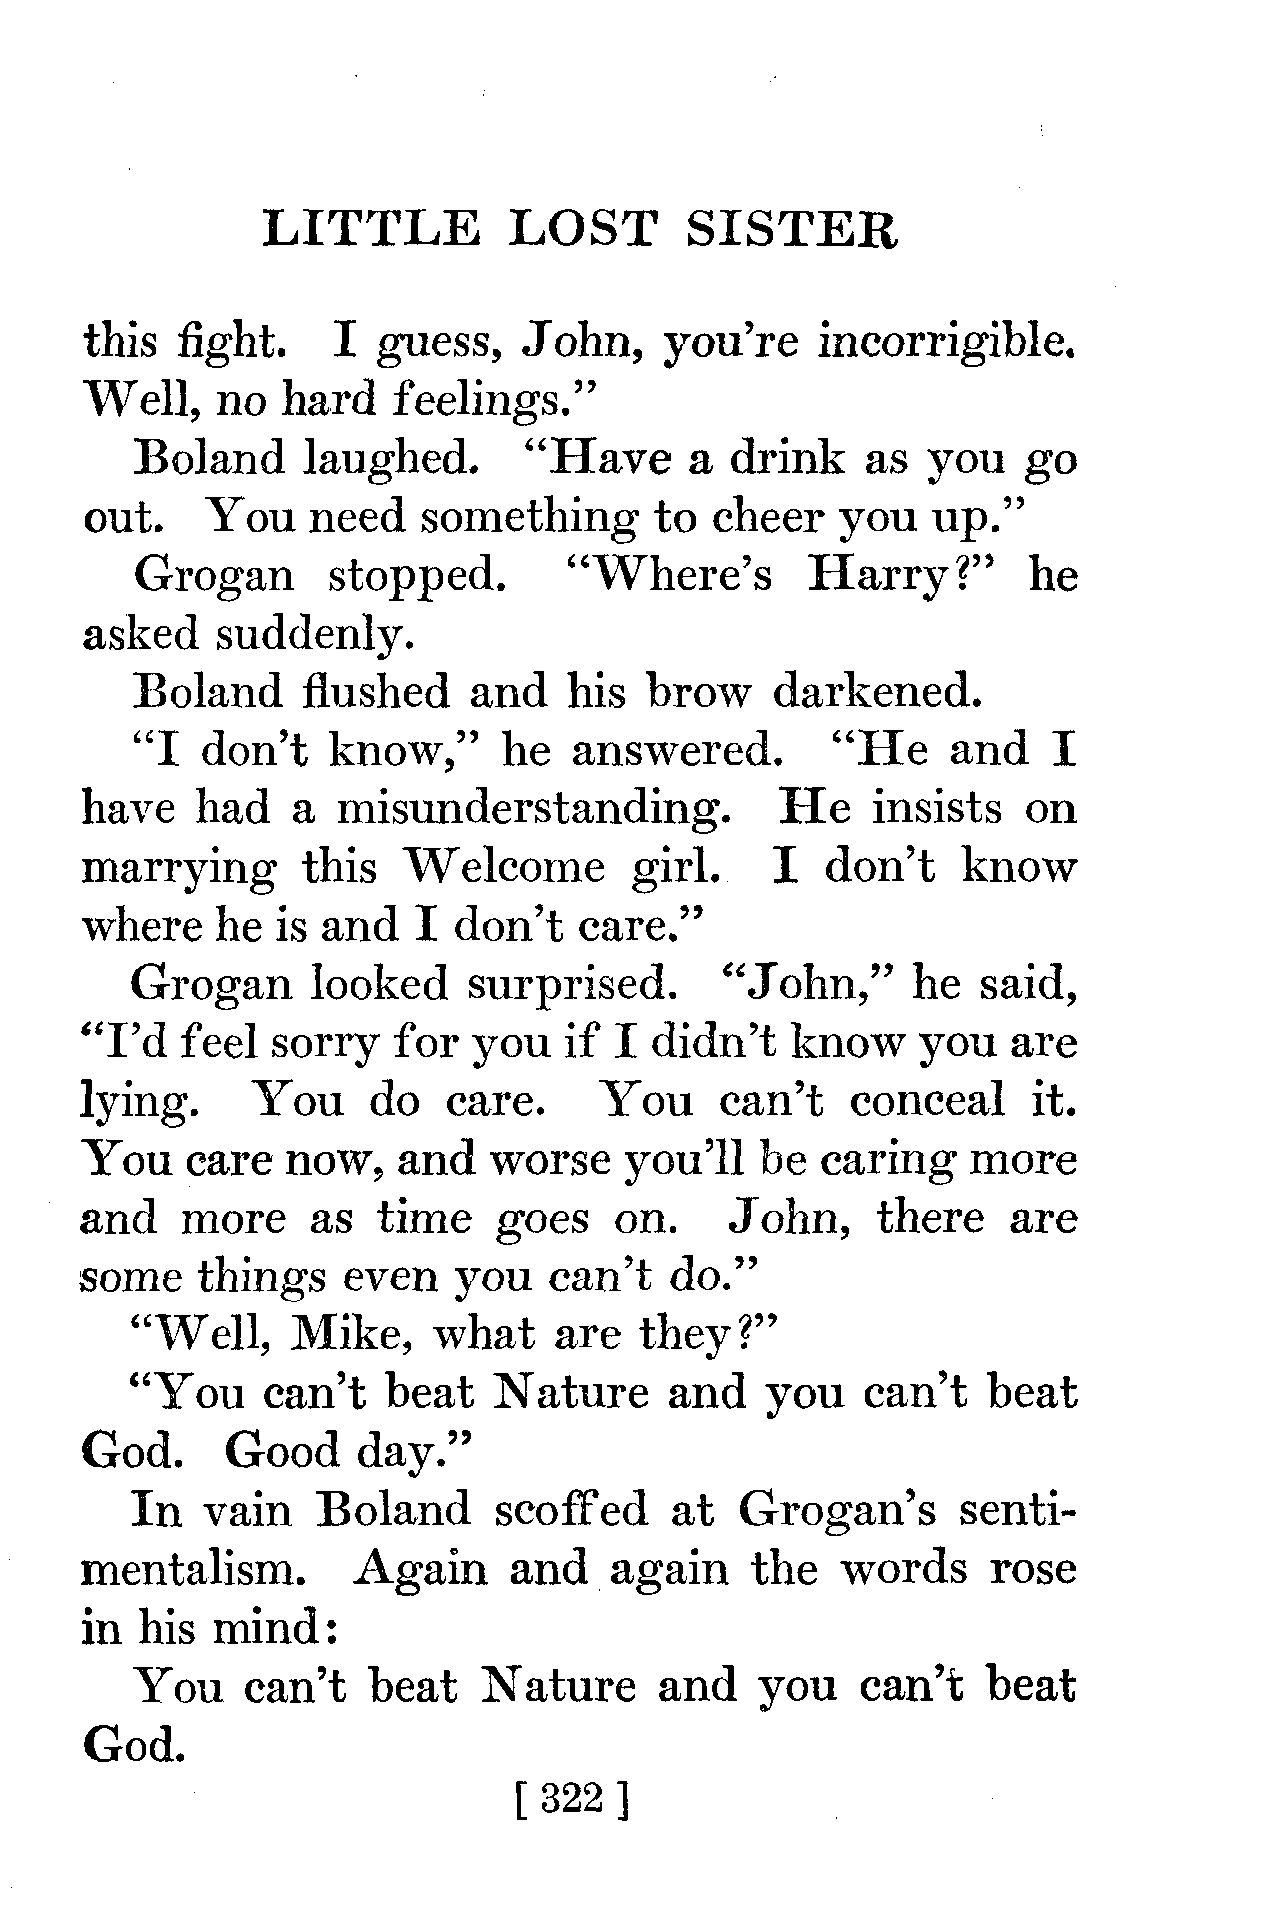 LITTLE LOST SISTER
this fight. I guess, John, you're incorrigible.
Well, no hard feelings."
Boland laughed. "Have a drink as you go
out. You need something to cheer you up."
Grogan stopped. "Where's Harry?" he
asked suddenly.
Boland flushed and his brow darkened.
"I don't know," he answered. "He and I
have had a misunderstanding. He insists on
marrying this Welcome girl. I don't know
where he is and I don't care."
Grogan looked surprised. "John," he said,
"I'd feel sorry for you if I didn't know you are
lying. You do care. You can't conceal it.
You care now, and worse you'll be caring more
and more as time goes on. John, there are
some things even you can't do."
"Well, Mike, what are they?"
"You can't beat Nature and you can't beat
God. Good day."
In vain Boland scoffed at Grogan's senti-
mentalism. Again and again the words rose
in his mind:
You can't beat Nature and you can't beat
God.
[ 322 ]